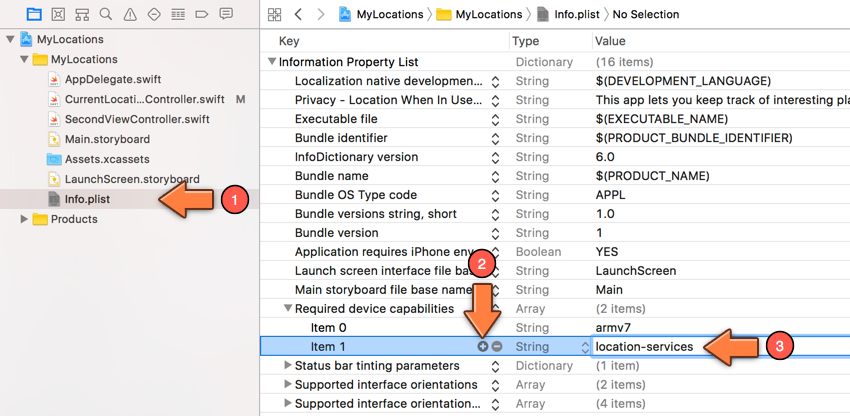 MyLocations
MyLocations
AppDelegate.swift
CurrentLocati...Controller.swift M
SecondViewController.swift
Main.storyboard
Assets.xcassets
LaunchScreen.storyboard
Info.plist
1
Products
MyLocations MyLocations Info.plist No Selection
Key Type Value
Information Property List Dictionary (16 items)
Localization native developmen... String $(DEVELOPMENT_LANGUAGE)
Privacy - Location When In Use... String This app lets you keep track of interesting pla
Executable file String $(EXECUTABLE_NAME)
Bundle identifier String $(PRODUCT_BUNDLE_IDENTIFIER)
InfoDictionary version String 6.0
Bundle name String $(PRODUCT_NAME)
Bundle OS Type code String APPL
Bundle versions string, short String 1.0
Bundle version String 1
Application requires iPhone env Boolean YES
2
Launch screen interface file bas String LaunchScreen
Main storyboard file base name String Main
Required device capabilities Array (2 items)
Item 0 String armv7
Item 1 String location-services
3
Status bar tinting parameters Dictionary (1 item)
Supported interface orientations Array (2 items)
Supported interface orientation... Array (4 items)